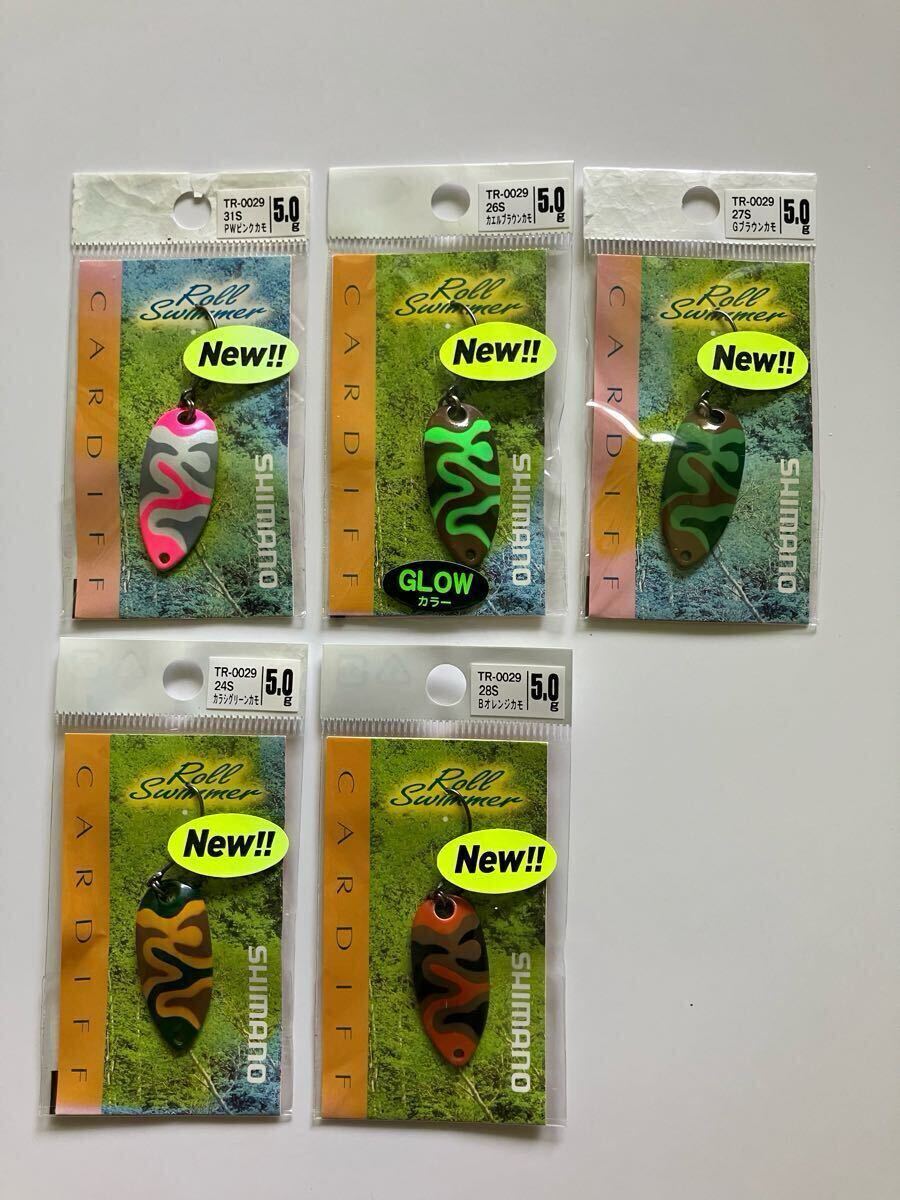 TR-0029
31S
PWピンクカモ
5.0g
Roll
Swimmer
New!!
CARDIFF
SHIMANO
TR-0029
26S
カエルブラウンカモ
5.0g
Roll
Swimmer
New!!
CARDIFF
SHIMANO
GLOW
カラー
TR-0029
27S
Gブラウンカモ
5.0g
Roll
Swimmer
New!!
CARDIFF
SHIMANO
TR-0029
24S
カラシグリーンカモ
5.0g
Roll
Swimmer
New!!
CARDIFF
SHIMANO
TR-0029
28S
Bオレンジカモ
5.0g
Roll
Swimmer
New!!
CARDIFF
SHIMANO